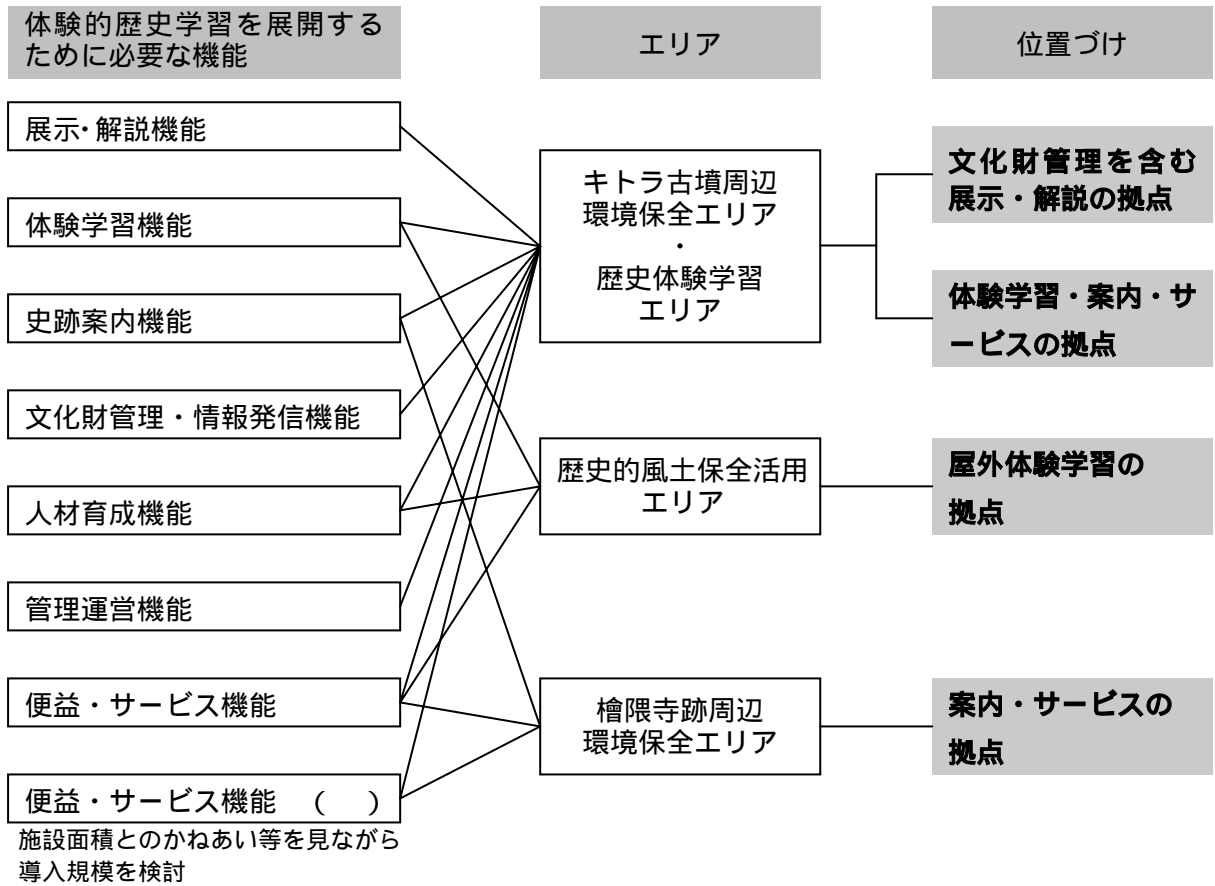 体験的歴史学習を展開する
ために必要な機能
エリア
位置づけ
展示・解説機能
体験学習機能
史跡案内機能
文化財管理・情報発信機能
人材育成機能
管理運営機能
便益・サービス機能
便益・サービス機能 ( )
施設面積とのかねあい等を見ながら
導入規模を検討
キトラ古墳周辺
環境保全エリア
・
歴史体験学習
エリア
歴史的風土保全活用
エリア
檜隈寺跡周辺
環境保全エリア
文化財管理を含む
展示・解説の拠点
体験学習・案内・サ
ービスの拠点
屋外体験学習の
拠点
案内・サービスの
拠点